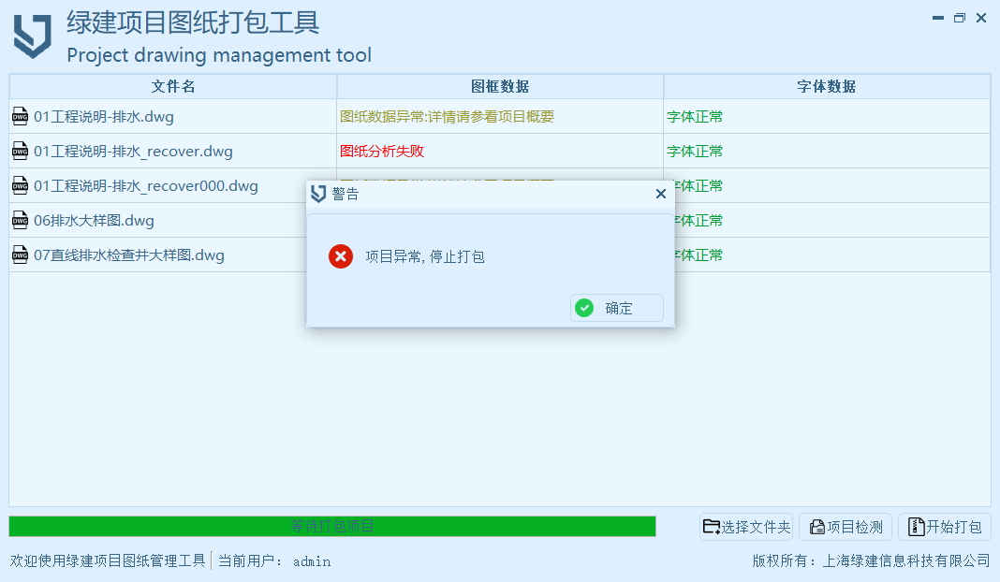 绿建项目图纸打包工具
Project drawing management tool
文件名 图框数据 字体数据
01工程说明-排水.dwg 图纸数据异常:详情请参看项目概要 字体正常
01工程说明-排水_recover.dwg 图纸分析失败 字体正常
01工程说明-排水_recover000.dwg 字体正常
06排水大样图.dwg 字体正常
07直线排水检查井大样图.dwg 字体正常
警告
项目异常, 停止打包
确定
等待打包项目
选择文件夹 项目检测 开始打包
欢迎使用绿建项目图纸管理工具 当前用户: admin 版权所有: 上海绿建信息科技有限公司